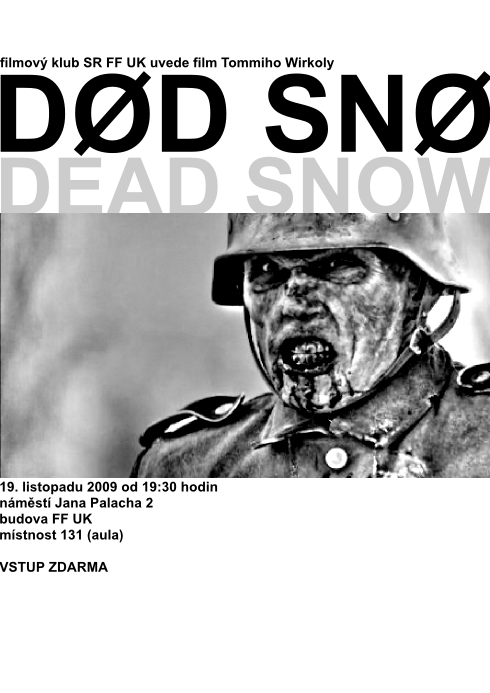 filmový klub SR FF UK uvede film Tommiho Wirkoly
DØD SNØ
DEAD SNOW
19. listopadu 2009 od 19:30 hodin
náměstí Jana Palacha 2
budova FF UK
místnost 131 (aula)
VSTUP ZDARMA